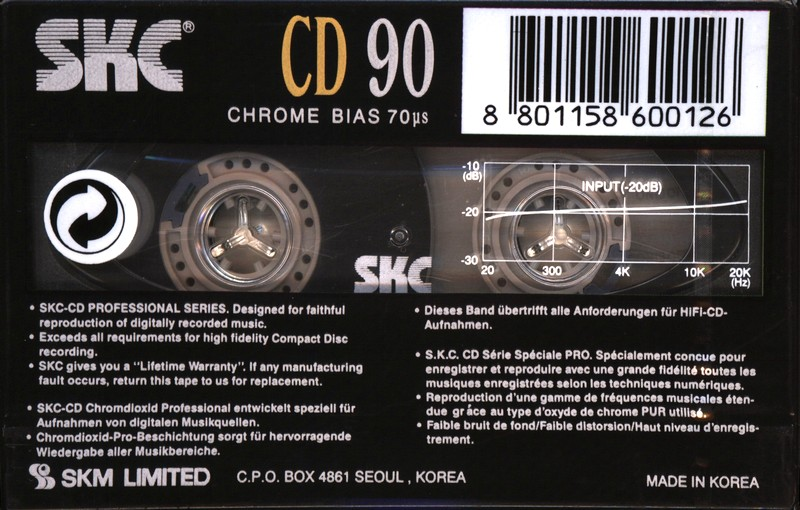 SKC®
CD 90
CHROME BIAS 70µs
8 801158 600126
-10
(dB)
INPUT(-20dB)
-20
-30
20 300 4K 10K 20K
(Hz)
SKC
• SKC-CD PROFESSIONAL SERIES. Designed for faithful
reproduction of digitally recorded music.
• Exceeds all requirements for high fidelity Compact Disc
recording.
• SKC gives you a "Lifetime Warranty". If any manufacturing
fault occurs, return this tape to us for replacement.
• SKC-CD Chromdioxid Professional entwickelt speziell für
Aufnahmen von digitalen Musikquellen.
• Chromdioxid-Pro-Beschichtung sorgt für hervorragende
Wiedergabe aller Musikbereiche.
• Dieses Band übertrifft alle Anforderungen für HiFi-CD-
Aufnahmen.
• S.K.C. CD Série Spéciale PRO. Spécialement concue pour
enregistrer et reproduire avec une grande fidélité toutes les
musiques enregistrées selon les techniques numériques.
• Reproduction d'une gamme de fréquences musicales éten-
due grâce au type d'oxyde de chrome PUR utilisé.
• Faible bruit de fond/Faible distorsion/Haut niveau d'enregis-
trement.
SKM LIMITED
C.P.O. BOX 4861 SEOUL , KOREA
MADE IN KOREA